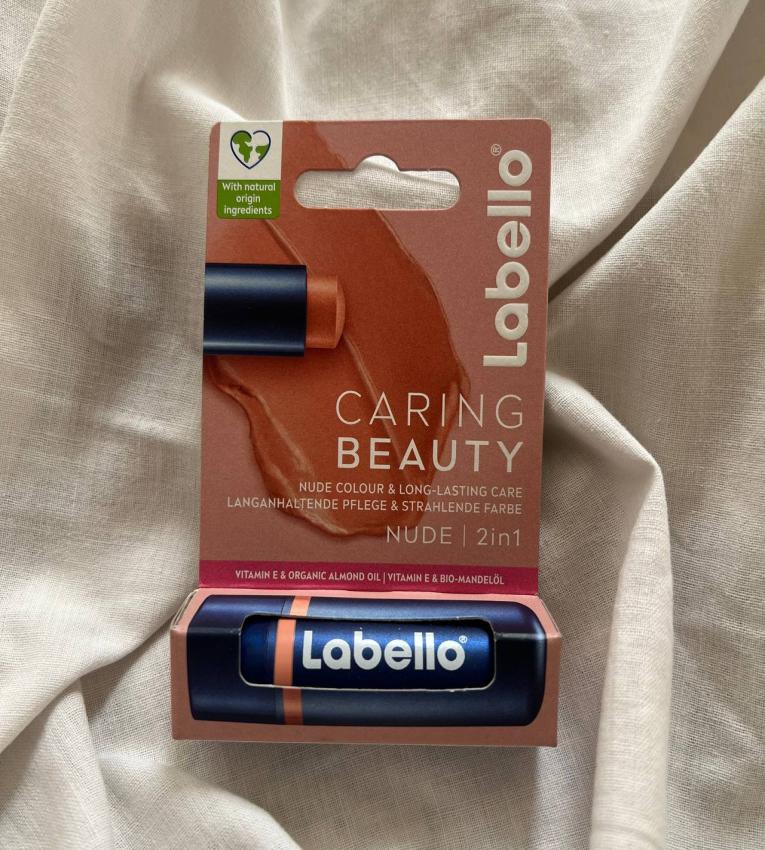 With natural
origin
ingredients
Labello®
CARING
BEAUTY
NUDE COLOUR & LONG-LASTING CARE
LANGANHALTENDE PFLEGE & STRAHLENDE FARBE
NUDE | 2in1
VITAMIN E & ORGANIC ALMOND OIL | VITAMIN E & BIO-MANDELÖL
Labello®